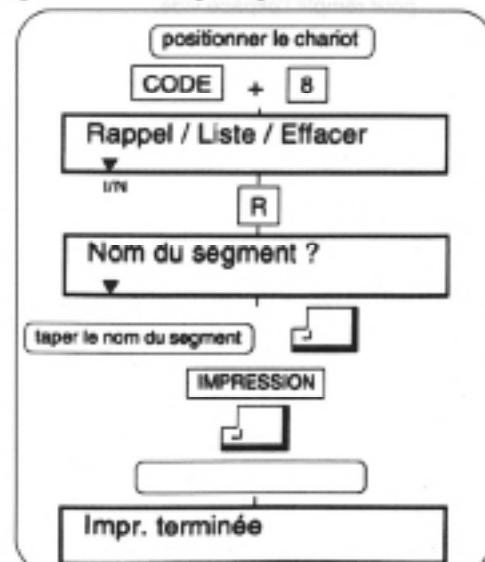 positionner le chariot
CODE + 8
Rappel / Liste / Effacer
I/N
R
Nom du segment ?
taper le nom du segment
IMPRESSION
Impr. terminée